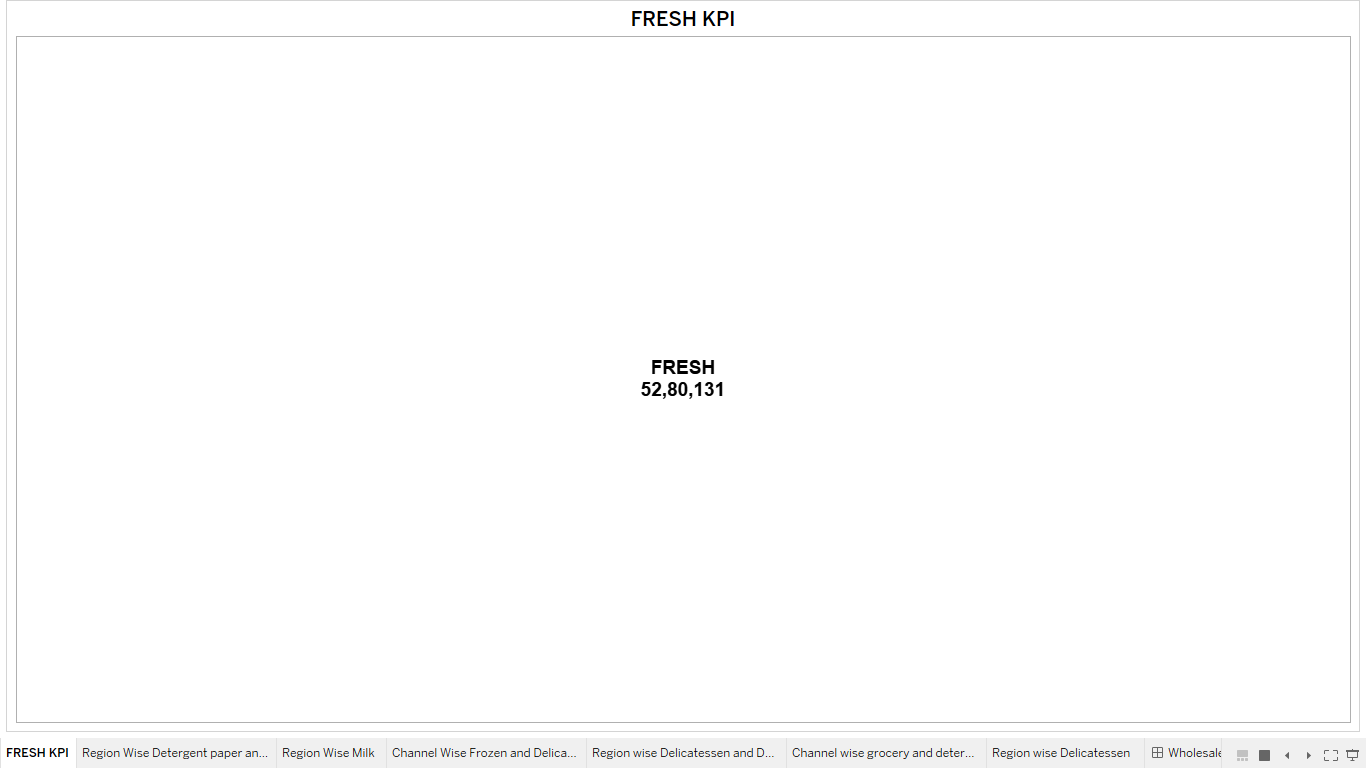 FRESH KPI
FRESH
52,80,131
FRESH KPI
Region Wise Detergent paper an...
Region Wise Milk
Channel Wise Frozen and Delica...
Region wise Delicatessen and D...
Channel wise grocery and deter...
Region wise Delicatessen
Wholesale